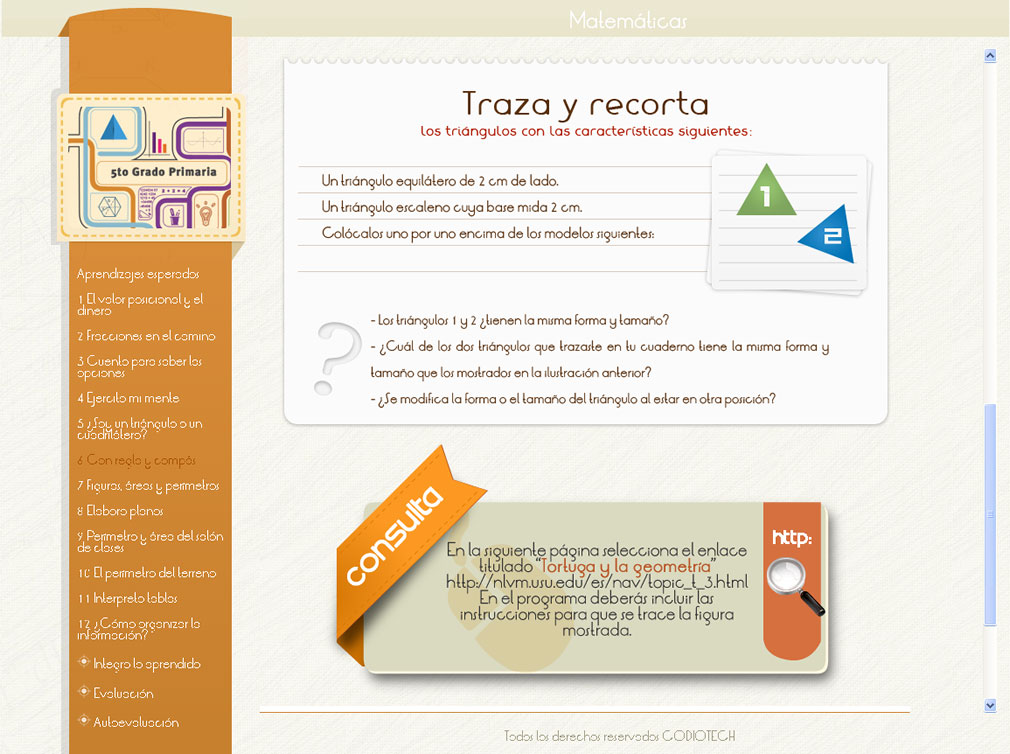 Matemáticas
5to Grado Primaria
Aprendizajes esperados
1 El valor posicional y el
dinero
2 Fracciones en el camino
3 Cuento para saber las
opciones
4 Ejercito mi mente
5 ¿Soy un triángulo o un
cuadrilátero?
6 Con regla y compás
7 Figuras, áreas y perímetros
8 Elaboro planos
9 Perímetro y área del salón
de clases
10 El perímetro del terreno
11 Interpreto tablas
12 ¿Cómo organizar la
información?
Integro lo aprendido
Evaluación
Autoevaluación
Traza y recorta
los triángulos con las características siguientes:
Un triángulo equilátero de 2 cm de lado.
Un triángulo escaleno cuya base mida 2 cm.
Colócalos uno por uno encima de los modelos siguientes:
1
2
?
- Los triángulos 1 y 2 ¿tienen la misma forma y tamaño?
- ¿Cuál de los dos triángulos que trazaste en tu cuaderno tiene la misma forma y
tamaño que los mostrados en la ilustración anterior?
- ¿Se modifica la forma o el tamaño del triángulo al estar en otra posición?
consulta
En la siguiente página selecciona el enlace
titulado "Tortuga y la geometría"
http://nlvm.usu.edu/es/nav/topic_t_3.html
En el programa deberás incluir las
instrucciones para que se trace la figura
mostrada.
http:
Todos los derechos reservados CODIOTECH